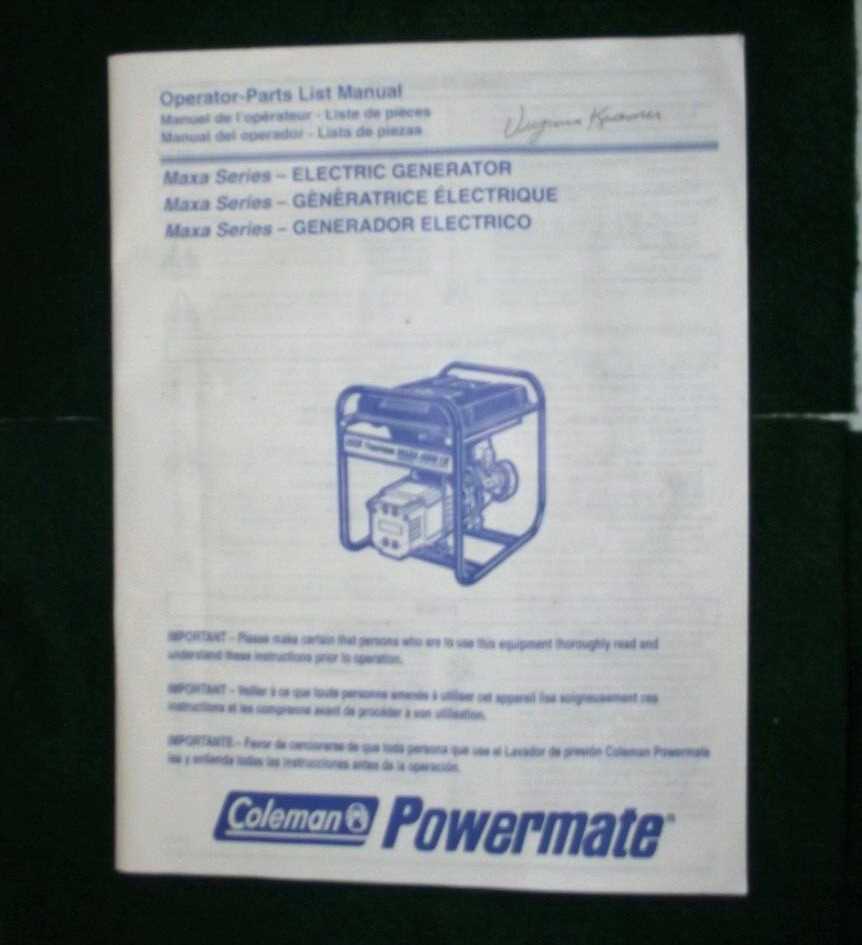 Operator-Parts List Manual
Manuel de l'opérateur - Liste de pièces
Manual del operador - Lista de piezas
Maxa Series – ELECTRIC GENERATOR
Maxa Series – GÉNÉRATRICE ÉLECTRIQUE
Maxa Series – GENERADOR ELECTRICO
IMPORTANT – Please make certain that persons who are to use this equipment thoroughly read and
understand these instructions prior to operation.
IMPORTANT – Veiller à ce que toute personne amenée à utiliser cet appareil lise soigneusement ces
instructions et les comprenne avant de procéder à son utilisation.
IMPORTANTE – Favor de cerciorarse de que toda persona que use el Lavador de presión Coleman Powermate
lea y entienda todas las instrucciones antes de la operación.
Coleman Powermate